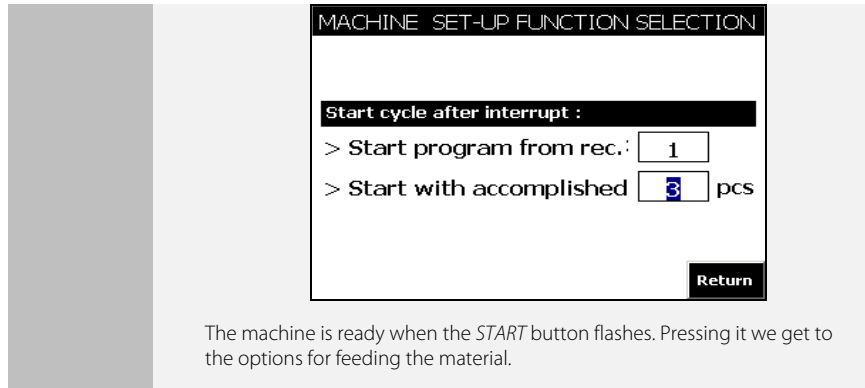 MACHINE SET-UP FUNCTION SELECTION
Start cycle after interrupt :
> Start program from rec.: 1
> Start with accomplished 3 pcs
Return
The machine is ready when the START button flashes. Pressing it we get to
the options for feeding the material.